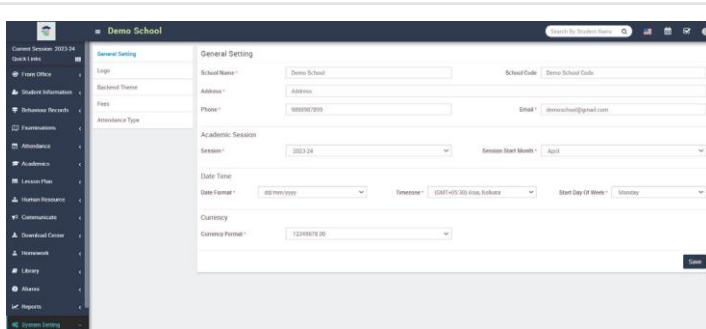 Demo School
Search By Student Name
Current Session: 2023-24
Quick Links
Front Office
Student Information
Behaviour Records
Examinations
Attendance
Academics
Lesson Plan
Human Resource
Communicate
Download Center
Homework
Library
Alumni
Reports
System Setting
General Setting
Logo
Backend Theme
Fees
Attendance Type
General Setting
School Name * Demo School School Code Demo School Code
Address * Address
Phone * 9898987899 Email * demoschool@gmail.com
Academic Session
Session * 2023-24 Session Start Month * April
Date Time
Date Format * dd/mm/yyyy Timezone * (GMT+05:30) Asia, Kolkata Start Day Of Week * Monday
Currency
Currency Format * 12345678.00
Save